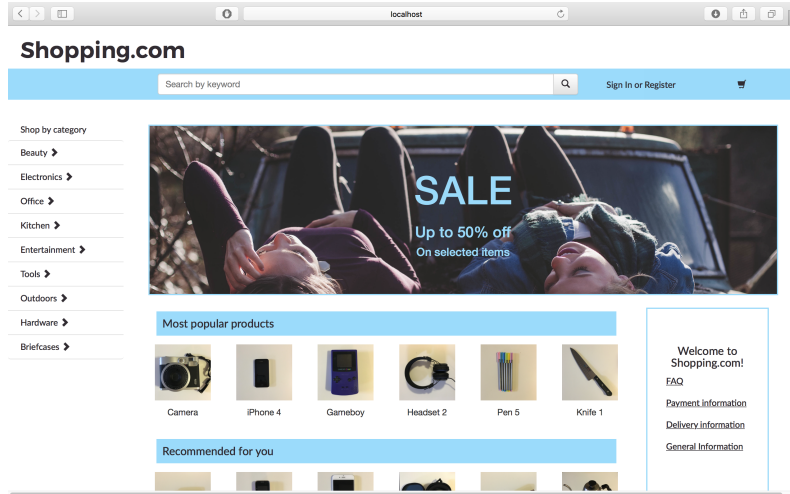 localhost
Shopping.com
Search by keyword
Sign In or Register
Shop by category
Beauty
Electronics
Office
Kitchen
Entertainment
Tools
Outdoors
Hardware
Briefcases
SALE
Up to 50% off
On selected items
Most popular products
Camera
iPhone 4
Gameboy
Headset 2
Pen 5
Knife 1
Recommended for you
Welcome to
Shopping.com!
FAQ
Payment information
Delivery information
General Information